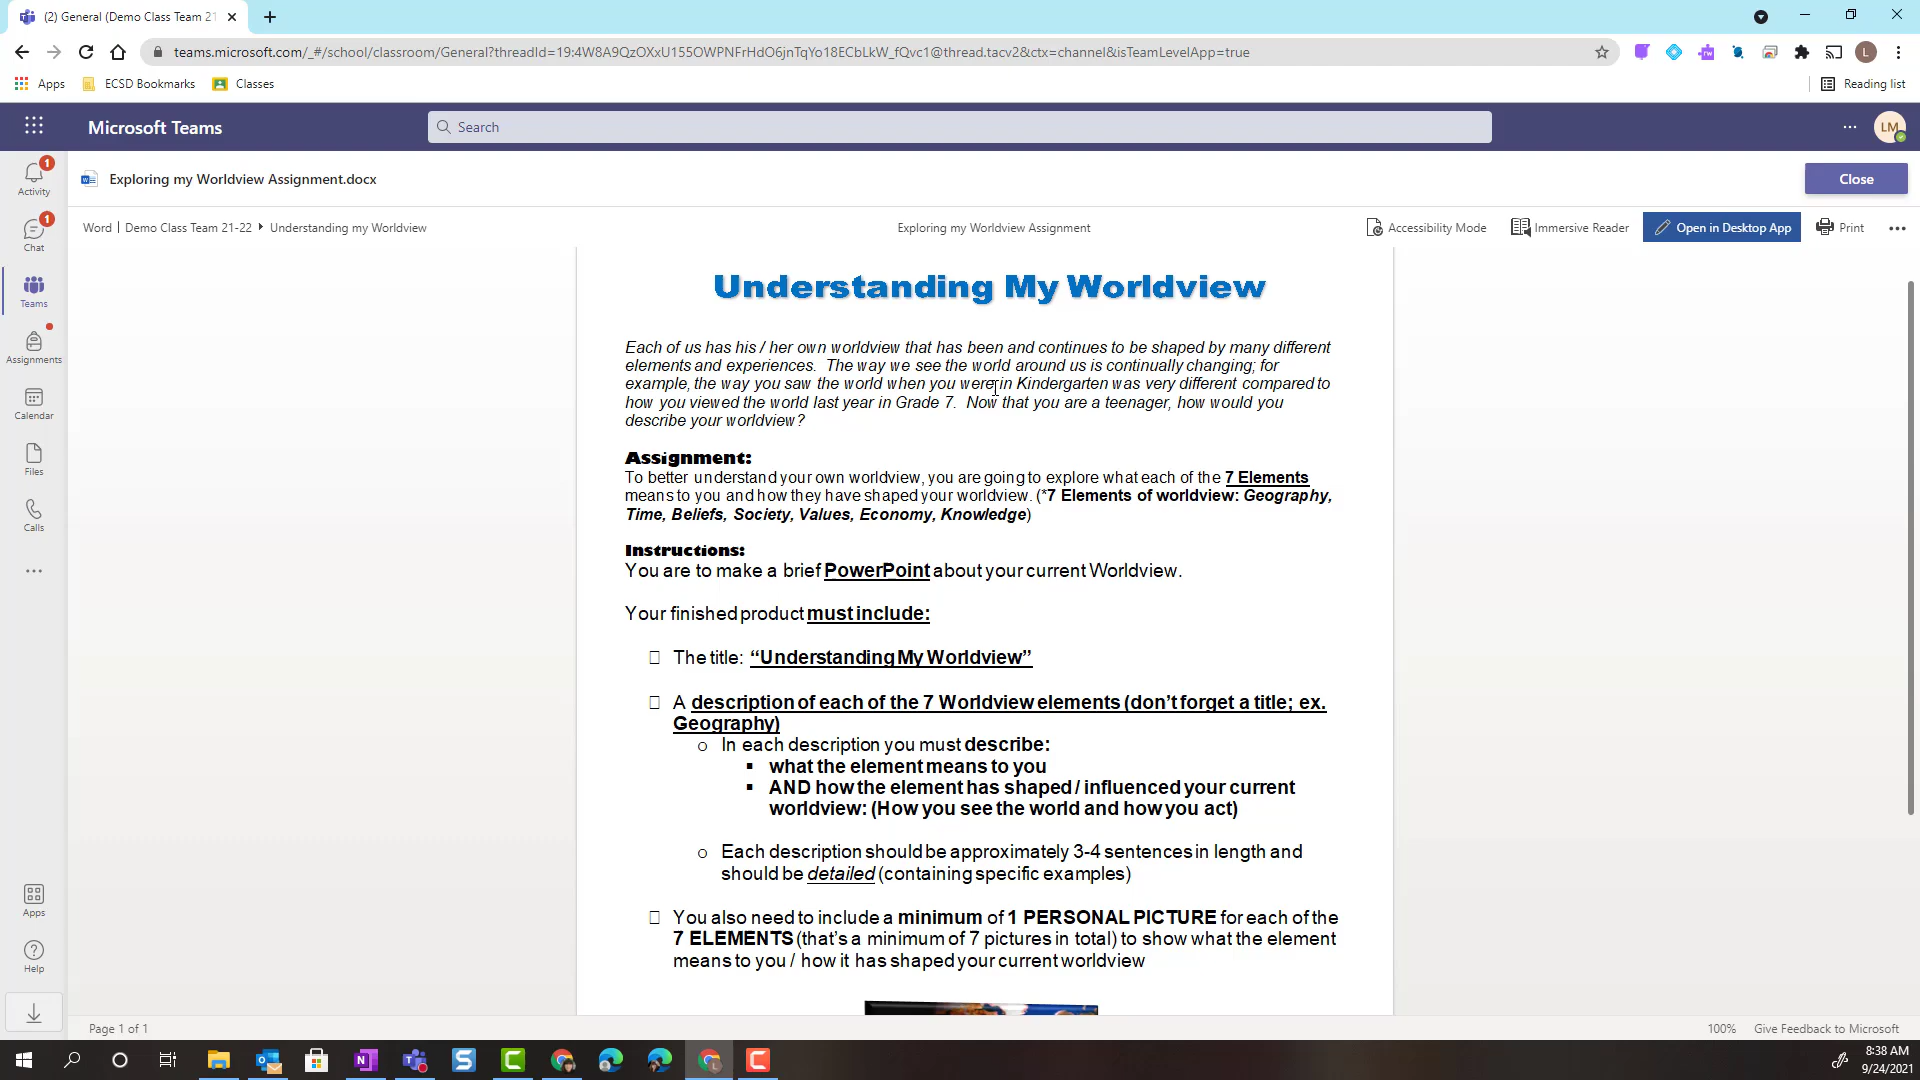 (2) General (Demo Class Team 21
teams.microsoft.com/_#/school/classroom/General?threadId=19:4W8A9QzOXxU155OWPNFrHdO6jnTqYo18ECbLkW_fQvc1@thread.tacv2&ctx=channel&isTeamLevelApp=true
L
Apps
ECSD Bookmarks
Classes
Reading list
Microsoft Teams
Search
LM
Activity
1
Exploring my Worldview Assignment.docx
Close
Chat
1
Word | Demo Class Team 21-22 ▸ Understanding my Worldview
Exploring my Worldview Assignment
Accessibility Mode
Immersive Reader
Open in Desktop App
Print
Teams
Assignments
Calendar
Files
Calls
Apps
Help
Understanding My Worldview
Each of us has his / her own worldview that has been and continues to be shaped by many different
elements and experiences. The way we see the world around us is continually changing; for
example, the way you saw the world when you were in Kindergarten was very different compared to
how you viewed the world last year in Grade 7. Now that you are a teenager, how would you
describe your worldview?
Assignment:
To better understand your own worldview, you are going to explore what each of the 7 Elements
means to you and how they have shaped your worldview. (*7 Elements of worldview: Geography,
Time, Beliefs, Society, Values, Economy, Knowledge)
Instructions:
You are to make a brief PowerPoint about your current Worldview.
Your finished product must include:
The title: “Understanding My Worldview”
A description of each of the 7 Worldview elements (don’t forget a title; ex.
Geography)
o In each description you must describe:
▪ what the element means to you
▪ AND how the element has shaped / influenced your current
worldview: (How you see the world and how you act)
o Each description should be approximately 3-4 sentences in length and
should be detailed (containing specific examples)
You also need to include a minimum of 1 PERSONAL PICTURE for each of the
7 ELEMENTS (that’s a minimum of 7 pictures in total) to show what the element
means to you / how it has shaped your current worldview
Page 1 of 1
100%
Give Feedback to Microsoft
8:38 AM
9/24/2021